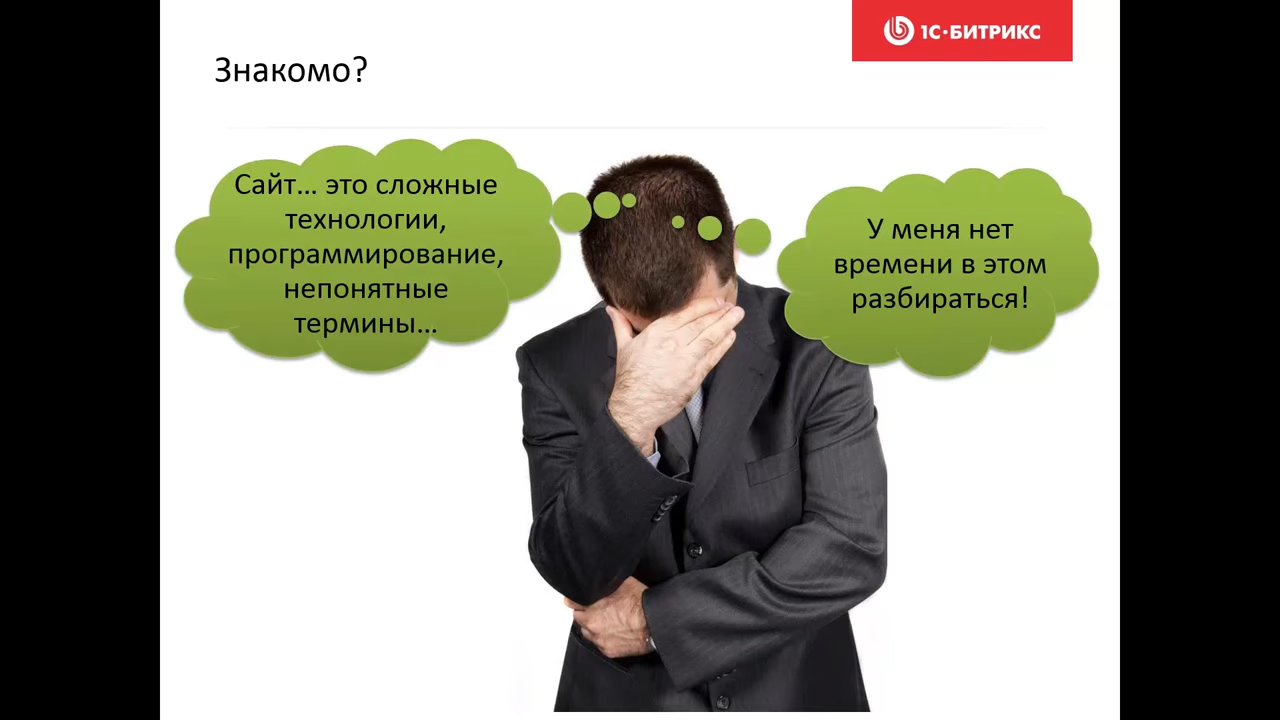 1С-БИТРИКС
Знакомо?
Сайт... это сложные
технологии,
программирование,
непонятные
термины...
У меня нет
времени в этом
разбираться!